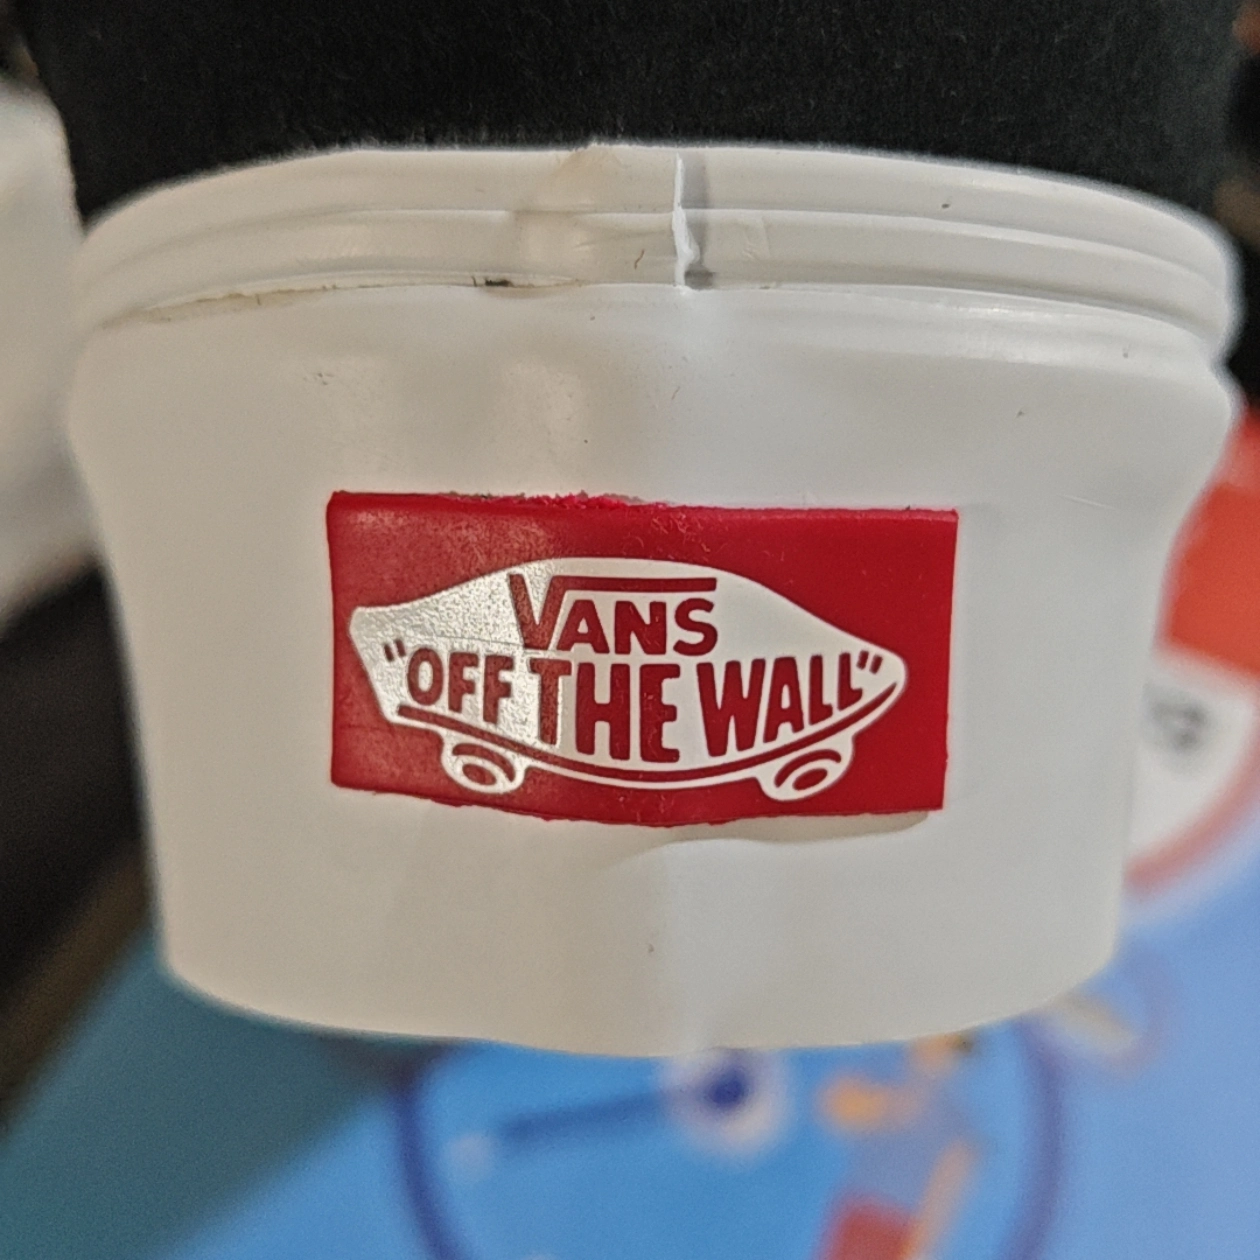 VANS
"OFF THE WALL"